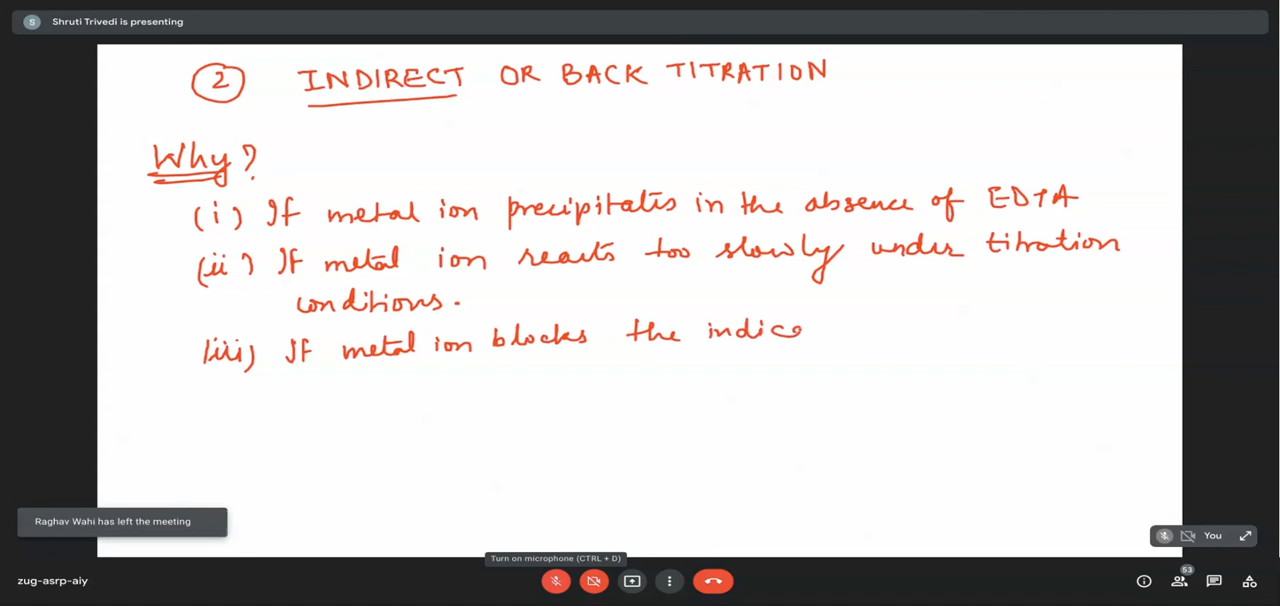 S Shruti Trivedi is presenting
2 INDIRECT OR BACK TITRATION
Why?
(i) If metal ion precipitates in the absence of EDTA
(ii) If metal ion reacts too slowly under titration
conditions.
(iii) If metal ion blocks the indica
Raghav Wahi has left the meeting
You
Turn on microphone (CTRL + D)
zug-asrp-aiy
53